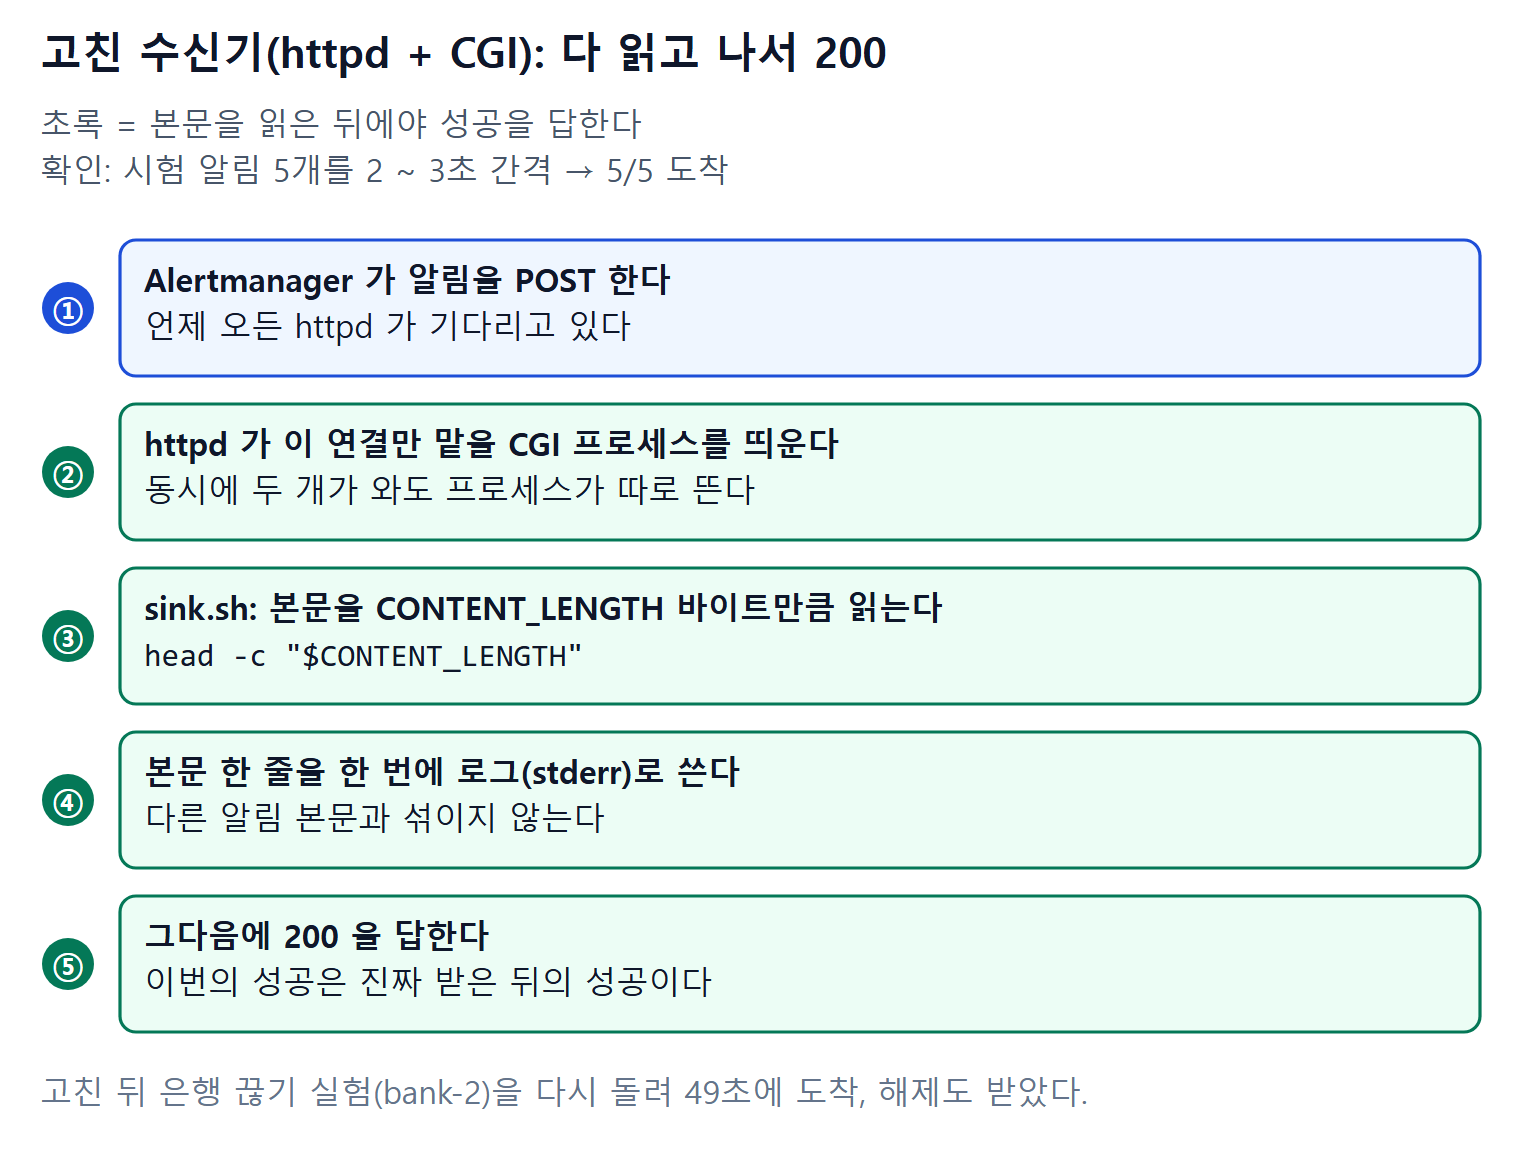 고친 수신기(httpd + CGI): 다 읽고 나서 200
초록 = 본문을 읽은 뒤에야 성공을 답한다
확인: 시험 알림 5개를 2 ~ 3초 간격 → 5/5 도착
① Alertmanager 가 알림을 POST 한다
언제 오든 httpd 가 기다리고 있다
② httpd 가 이 연결만 맡을 CGI 프로세스를 띄운다
동시에 두 개가 와도 프로세스가 따로 뜬다
③ sink.sh: 본문을 CONTENT_LENGTH 바이트만큼 읽는다
head -c "$CONTENT_LENGTH"
④ 본문 한 줄을 한 번에 로그(stderr)로 쓴다
다른 알림 본문과 섞이지 않는다
⑤ 그다음에 200 을 답한다
이번의 성공은 진짜 받은 뒤의 성공이다
고친 뒤 은행 끊기 실험(bank-2)을 다시 돌려 49초에 도착, 해제도 받았다.